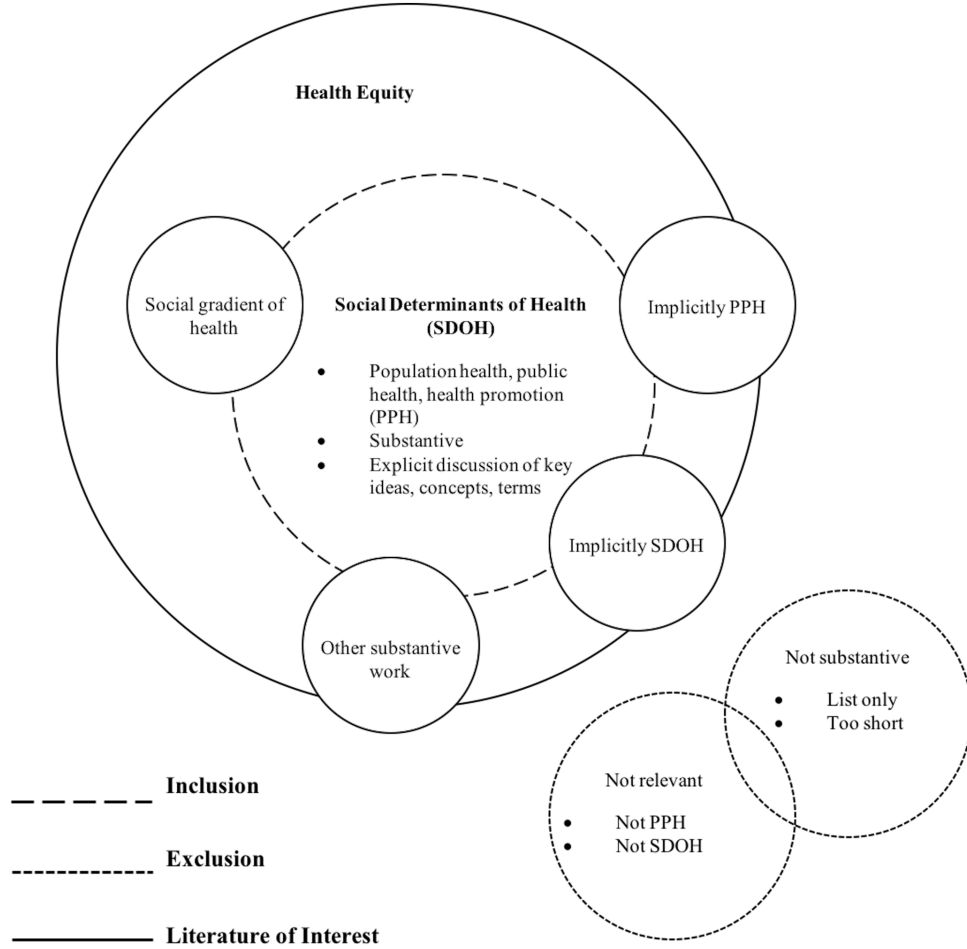 Health Equity
Social gradient of
health
Social Determinants of Health
(SDOH)
• Population health, public
health, health promotion
(PPH)
• Substantive
• Explicit discussion of key
ideas, concepts, terms
Implicitly PPH
Implicitly SDOH
Other substantive
work
Not substantive
• List only
• Too short
Not relevant
• Not PPH
• Not SDOH
Inclusion
Exclusion
Literature of Interest